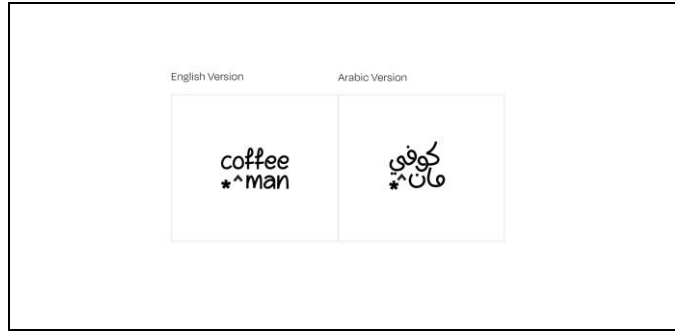 English Version
Arabic Version
coffee
*^man
كوفي
مان^*